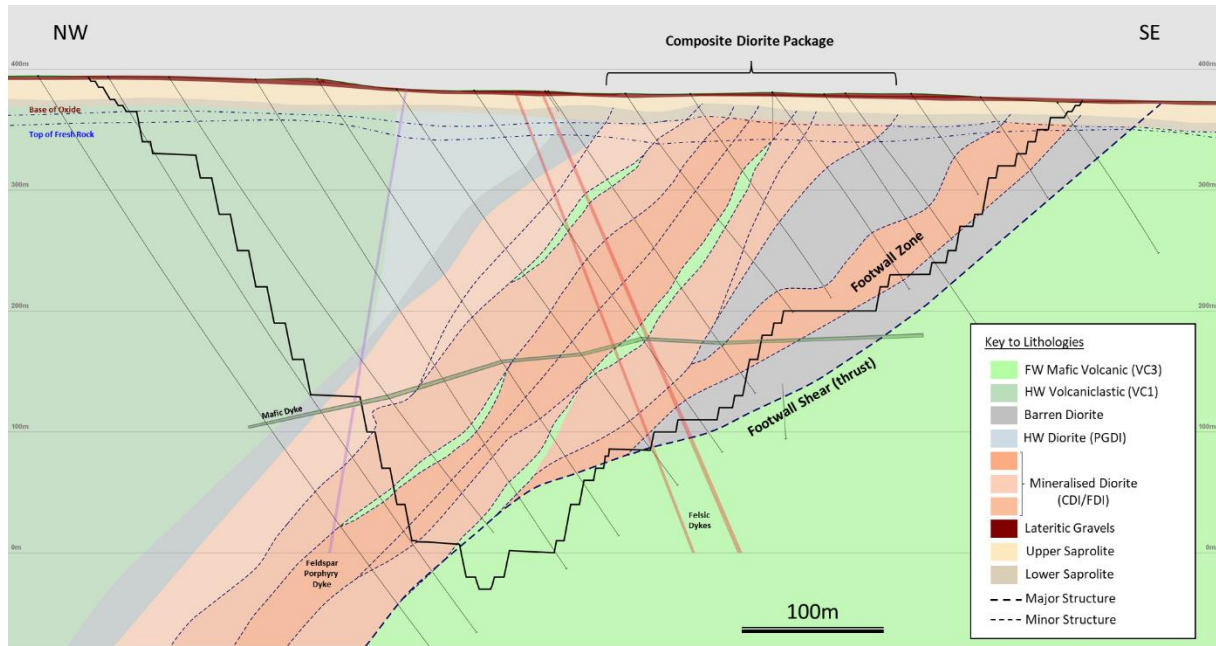 NW
SE
Composite Diorite Package
400m
400m
Base of Oxide
Top of Fresh Rock
300m
300m
Footwall Zone
200m
200m
Mafic Dyke
Footwall Shear (thrust)
100m
100m
Felsic
Dykes
0m
0m
Feldspar
Porphyry
Dyke
100m
Key to Lithologies
FW Mafic Volcanic (VC3)
HW Volcaniclastic (VC1)
Barren Diorite
HW Diorite (PGDI)
Mineralised Diorite
(CDI/FDI)
Lateritic Gravels
Upper Saprolite
Lower Saprolite
Major Structure
Minor Structure